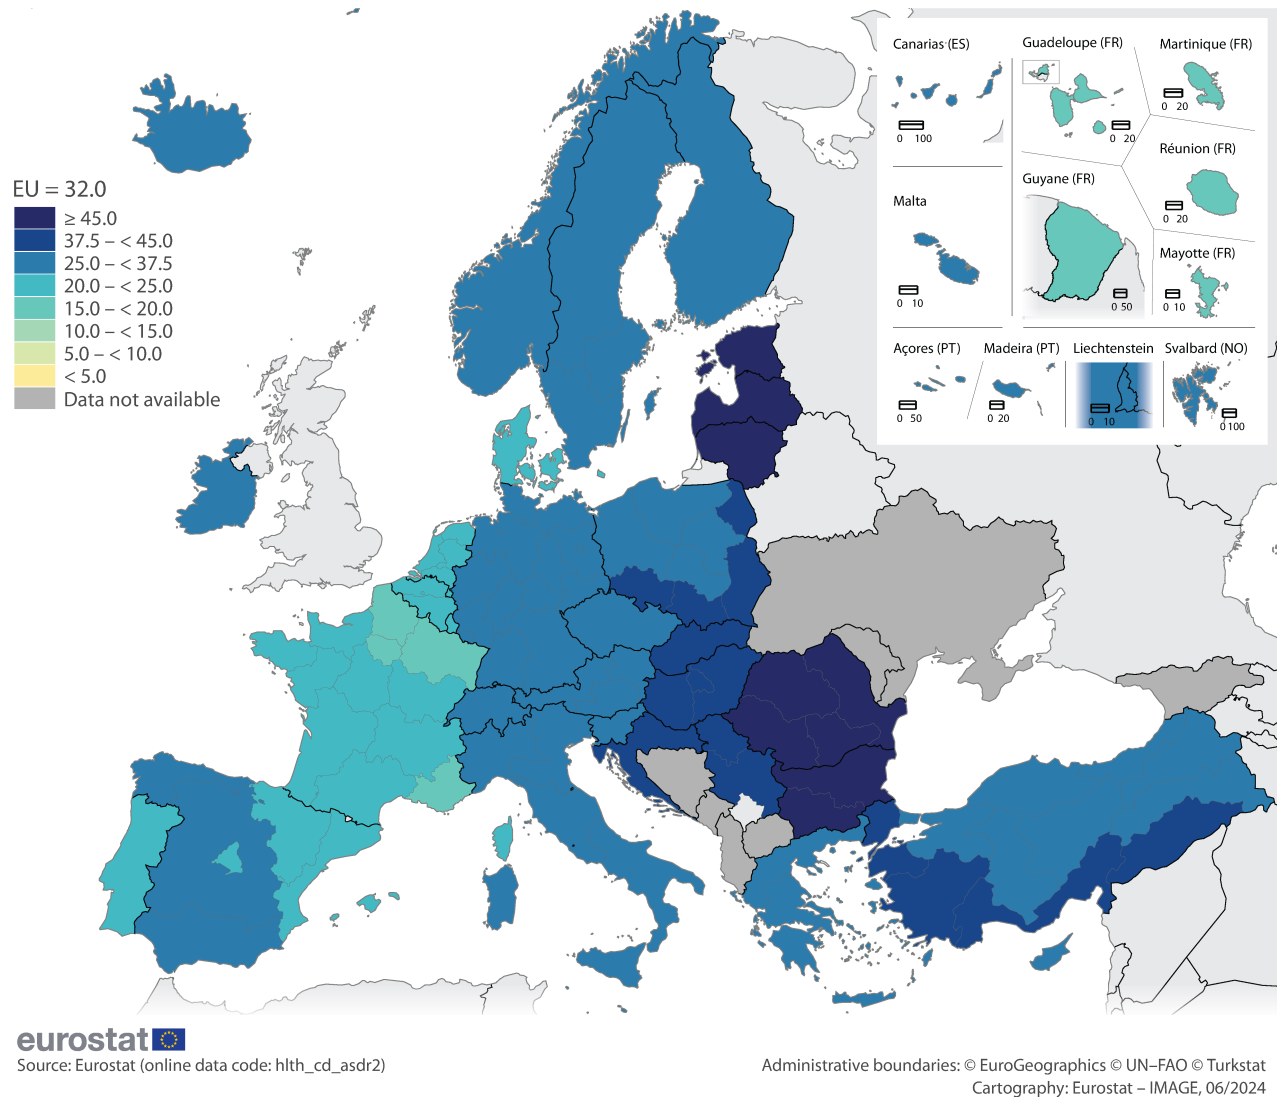 Canarias (ES)
0 100
Guadeloupe (FR)
0 20
Martinique (FR)
0 20
Réunion (FR)
0 20
Guyane (FR)
0 50
Malta
0 10
Mayotte (FR)
0 10
Açores (PT)
0 50
Madeira (PT)
0 20
Liechtenstein
0 10
Svalbard (NO)
0 100
EU = 32.0
≥ 45.0
37.5 – < 45.0
25.0 – < 37.5
20.0 – < 25.0
15.0 – < 20.0
10.0 – < 15.0
5.0 – < 10.0
< 5.0
Data not available
eurostat
Source: Eurostat (online data code: hlth_cd_asdr2)
Administrative boundaries: © EuroGeographics © UN–FAO © Turkstat
Cartography: Eurostat – IMAGE, 06/2024